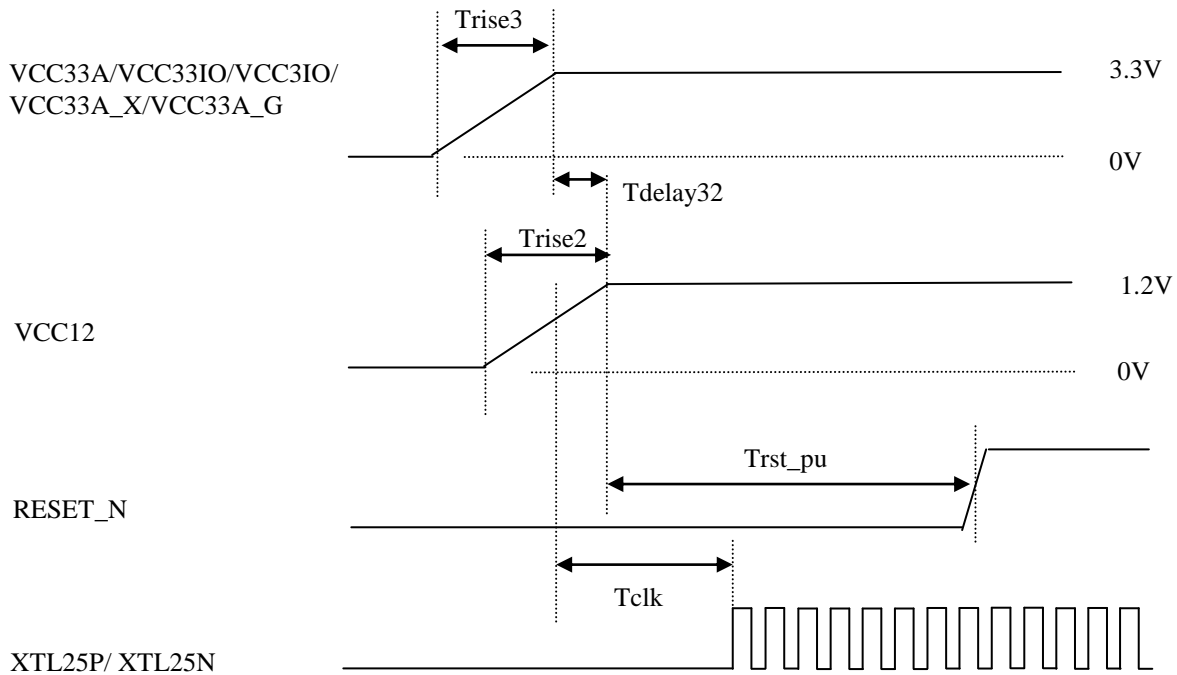 Trise3
VCC33A/VCC33IO/VCC3IO/
VCC33A_X/VCC33A_G
3.3V
0V
Tdelay32
Trise2
1.2V
VCC12
0V
Trst_pu
RESET_N
Tclk
XTL25P/ XTL25N